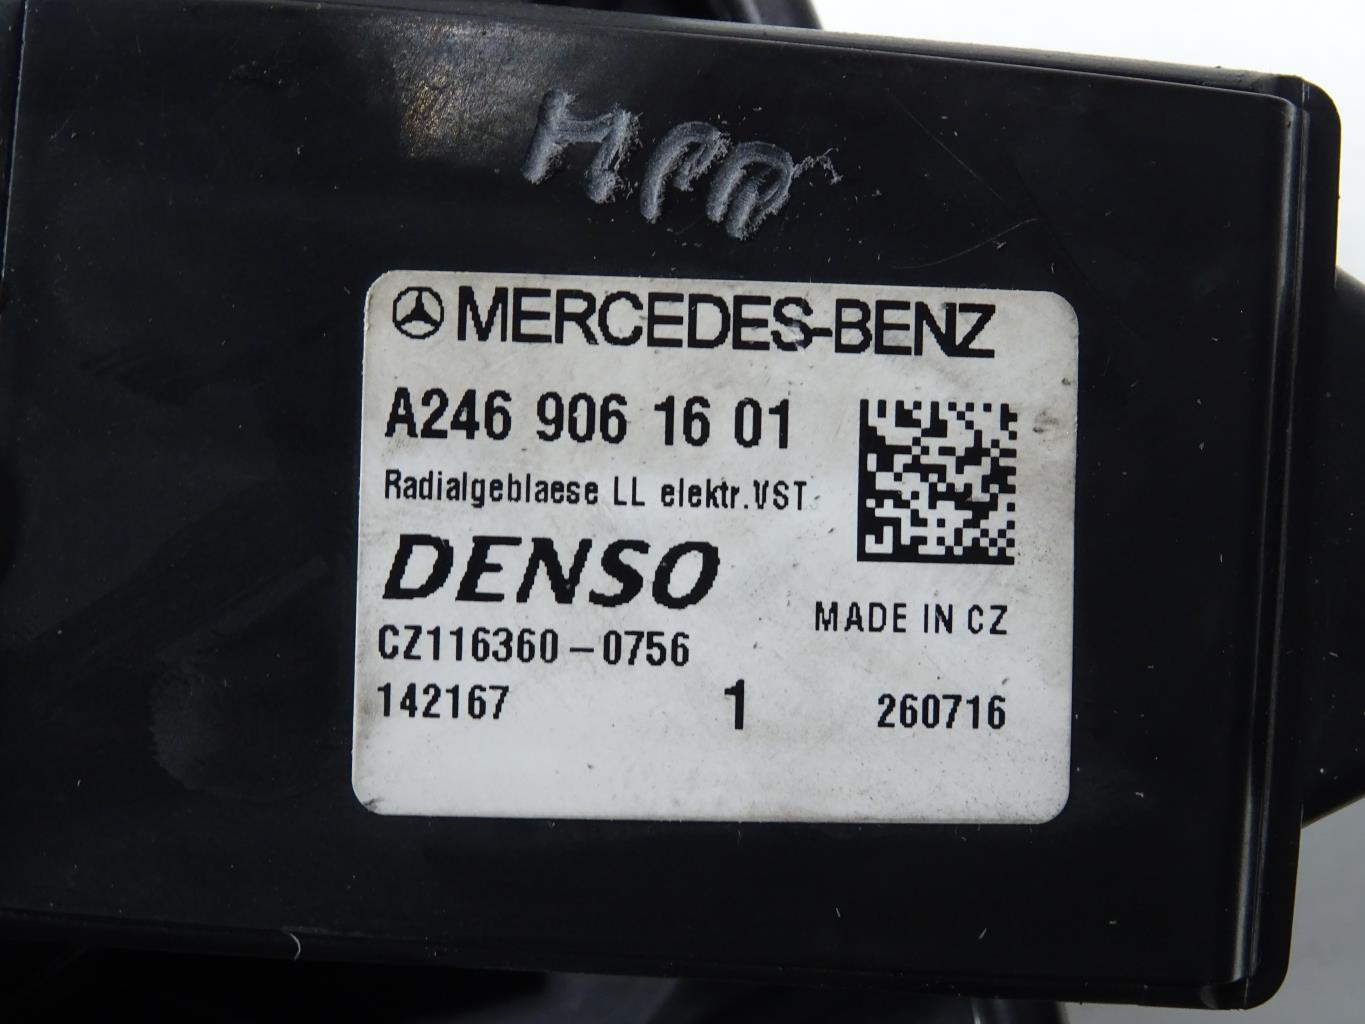 MERCEDES-BENZ
A246 906 16 01
Radialgeblaese LL elektr.VST
DENSO
MADE IN CZ
CZ116360-0756
142167 1 260716